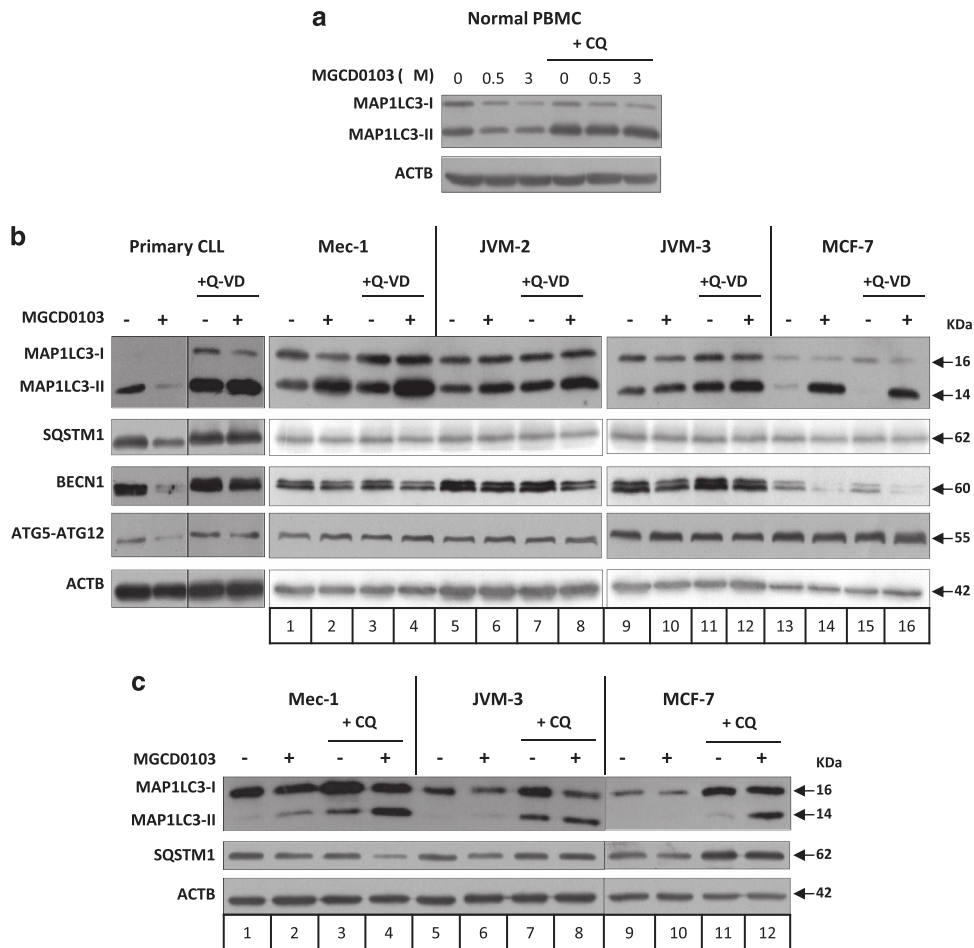 a
Normal PBMC
+ CQ
MGCD0103 ( M) 0 0.5 3 0 0.5 3
MAP1LC3-I
MAP1LC3-II
ACTB
b
Primary CLL Mec-1 JVM-2 JVM-3 MCF-7
+Q-VD +Q-VD +Q-VD +Q-VD +Q-VD
MGCD0103 - + - + - + - + - + - + - + - + - + - +
KDa
MAP1LC3-I 16
MAP1LC3-II 14
SQSTM1 62
BECN1 60
ATG5-ATG12 55
ACTB 42
1 2 3 4 5 6 7 8 9 10 11 12 13 14 15 16
c
Mec-1 JVM-3 MCF-7
+ CQ + CQ + CQ
MGCD0103 - + - + - + - + - + - + KDa
MAP1LC3-I 16
MAP1LC3-II 14
SQSTM1 62
ACTB 42
1 2 3 4 5 6 7 8 9 10 11 12